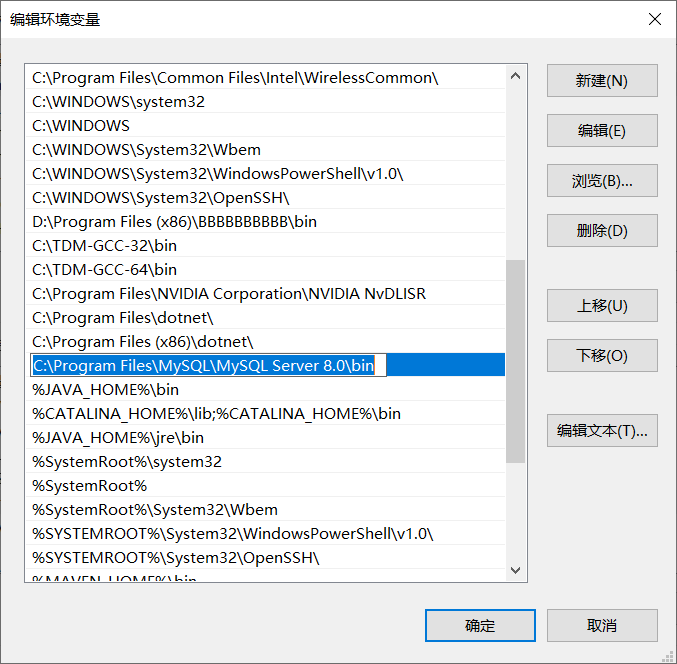 编辑环境变量
C:\Program Files\Common Files\Intel\WirelessCommon\
C:\WINDOWS\system32
C:\WINDOWS
C:\WINDOWS\System32\Wbem
C:\WINDOWS\System32\WindowsPowerShell\v1.0\
C:\WINDOWS\System32\OpenSSH\
D:\Program Files (x86)\BBBBBBBBBB\bin
C:\TDM-GCC-32\bin
C:\TDM-GCC-64\bin
C:\Program Files\NVIDIA Corporation\NVIDIA NvDLISR
C:\Program Files\dotnet\
C:\Program Files (x86)\dotnet\
C:\Program Files\MySQL\MySQL Server 8.0\bin
%JAVA_HOME%\bin
%CATALINA_HOME%\lib;%CATALINA_HOME%\bin
%JAVA_HOME%\jre\bin
%SystemRoot%\system32
%SystemRoot%
%SystemRoot%\System32\Wbem
%SYSTEMROOT%\System32\WindowsPowerShell\v1.0\
%SYSTEMROOT%\System32\OpenSSH\
%MAVEN_HOME%\bin
新建(N)
编辑(E)
浏览(B)...
删除(D)
上移(U)
下移(O)
编辑文本(T)...
确定
取消